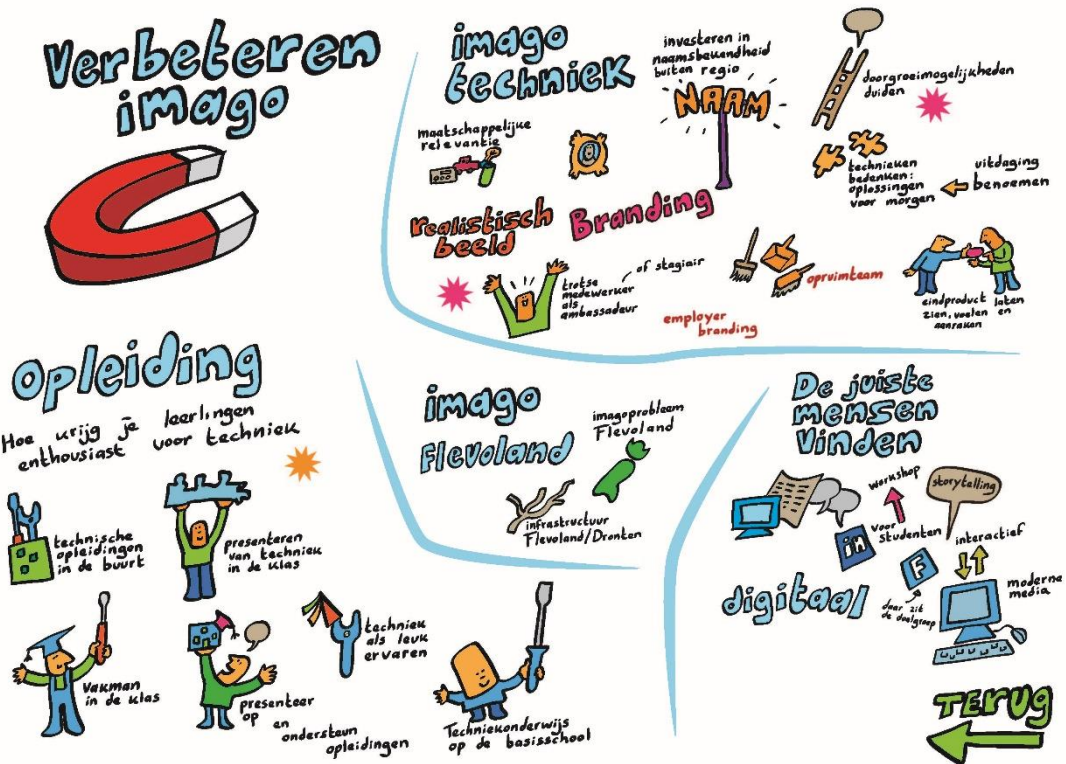 Verbeteren
imago
imago
techniek
maatschappelijke
relevantie
@
investeren in
naamsbekendheid
buiten regio
NAAM
doorgroeimogelijkheden
duiden
technieken
bedenken:
oplossingen
voor morgen
uitdaging
benoemen
realistisch
beeld
Branding
trotse
medewerker
als
ambassadeur
of stagiair
employer
branding
opruimteam
eindproduct laten
zien, voelen en
aanraken
Opleiding
Hoe krijg je leerlingen
enthousiast voor techniek
technische
opleidingen
in de buurt
presenteren
van techniek
in de klas
Vakman
in de klas
presenteer
op en
ondersteun
opleidingen
techniek
als leuk
ervaren
Techniekonderwijs
op de basisschool
imago
Flevoland
imagoprobleem
Flevoland
infrastructuur
Flevoland/Dronten
De juiste
mensen
vinden
workshop
storytelling
in
voor
studenten
interactief
F
digitaal
daar zit
de doelgroep
moderne
media
TERUG